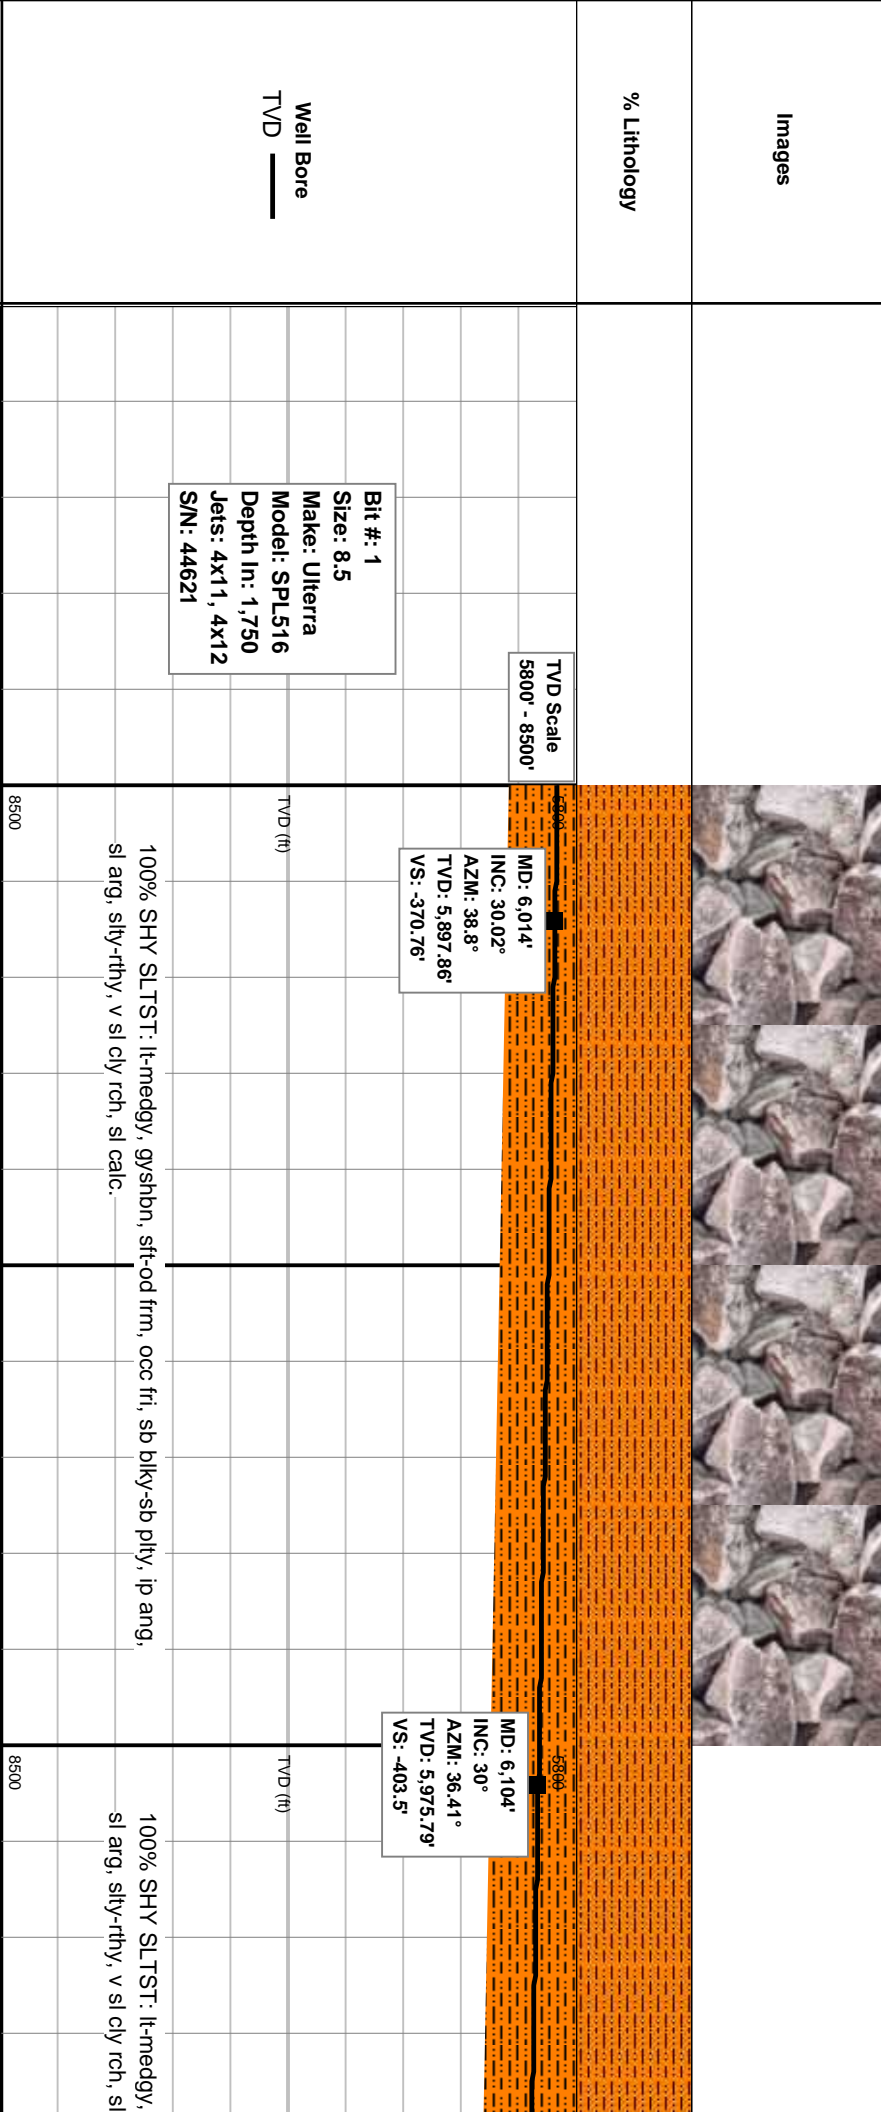 Images
% Lithology
Well Bore
TVD
Bit #: 1
Size: 8.5
Make: Ulterra
Model: SPL516
Depth In: 1,750
Jets: 4x11, 4x12
S/N: 44621
TVD Scale
5800' - 8500'
5800
TVD (ft)
8500
MD: 6,014'
INC: 30.02°
AZM: 38.8°
TVD: 5,897.86'
VS: -370.76'
100% SHY SLTST: lt-medgy, gyshbn, sft-od frm, occ fri, sb blky-sb plty, ip ang,
sl arg, slty-rthy, v sl cly rch, sl calc.
5800
TVD (ft)
8500
MD: 6,104'
INC: 30°
AZM: 36.41°
TVD: 5,975.79'
VS: -403.5'
100% SHY SLTST: lt-medgy,
sl arg, slty-rthy, v sl cly rch, sl